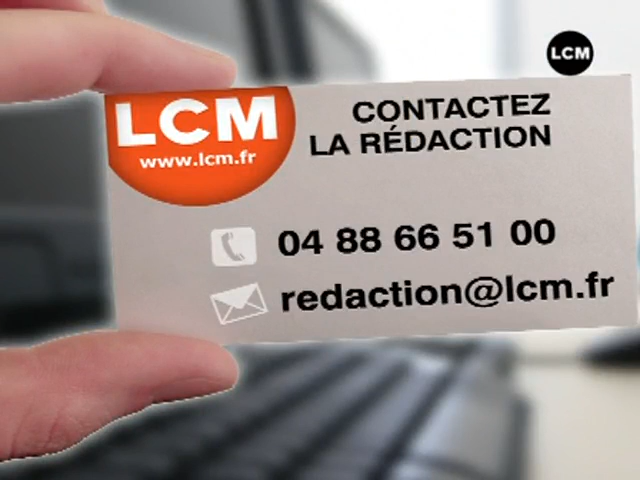 LCM
LCM
www.lcm.fr
CONTACTEZ
LA RÉDACTION
04 88 66 51 00
redaction@lcm.fr